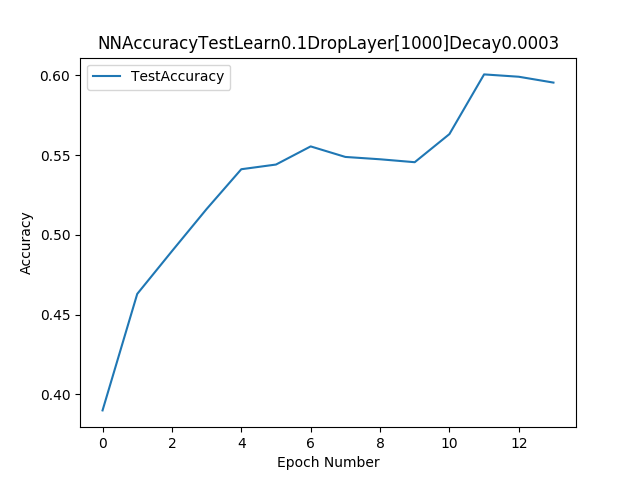 NNAccuracyTestLearn0.1DropLayer[1000]Decay0.0003
TestAccuracy
0.60
0.55
0.50
0.45
0.40
Accuracy
0 2 4 6 8 10 12
Epoch Number